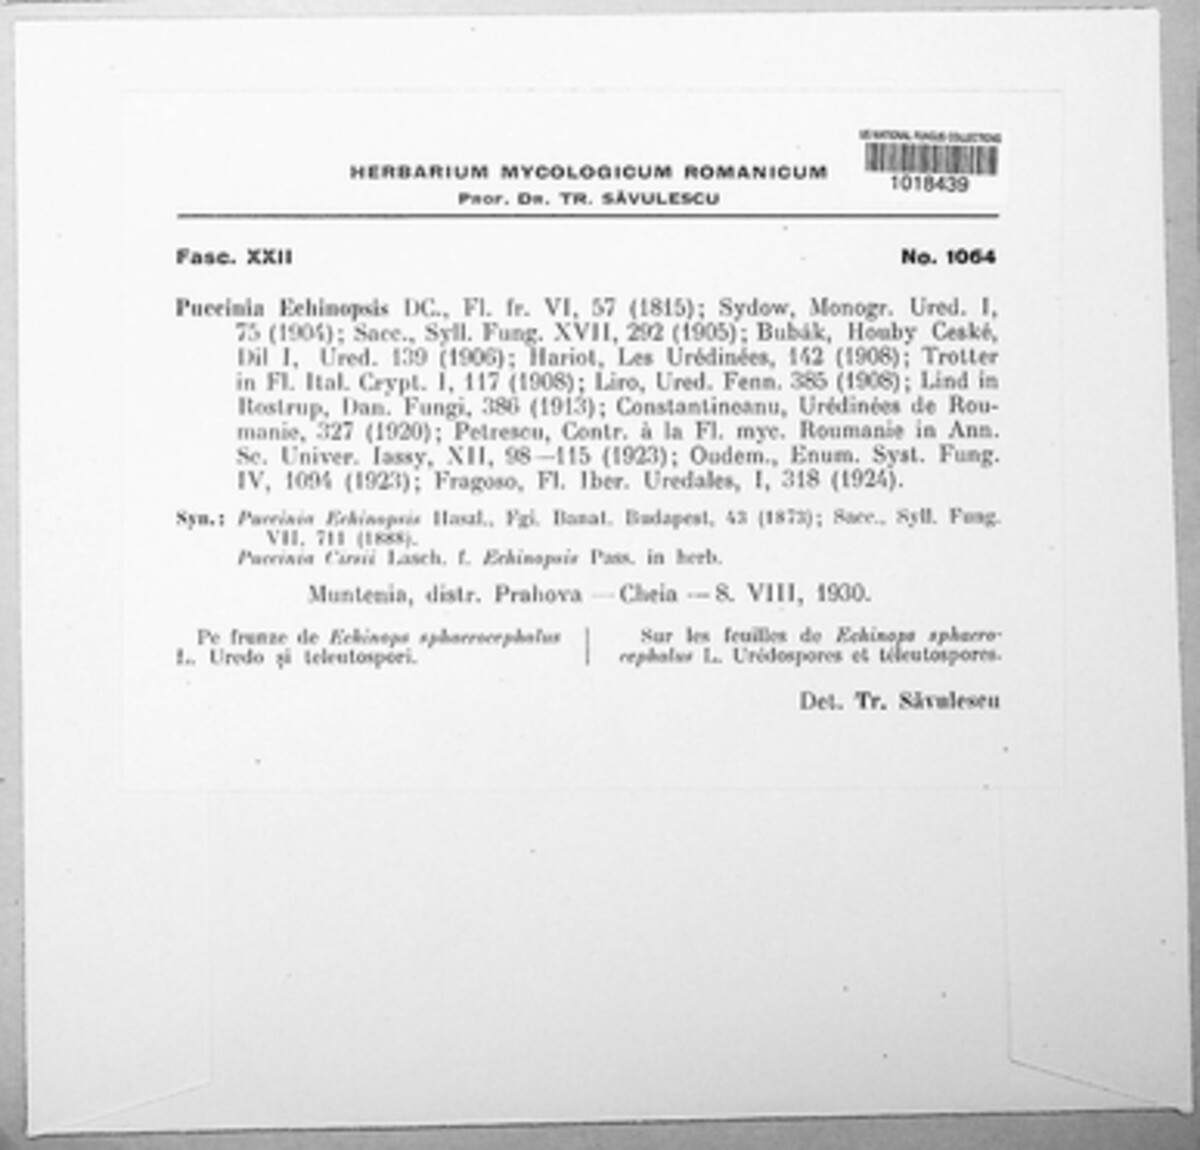 US NATIONAL FUNGUS COLLECTIONS
1018439
HERBARIUM MYCOLOGICUM ROMANICUM
PROF. DR. TR. SĂVULESCU
Fasc. XXII
No. 1064
Puccinia Echinopsis DC., Fl. fr. VI, 57 (1815); Sydow, Monogr. Ured. I,
75 (1904); Sacc., Syll. Fung. XVII, 292 (1905); Bubák, Houby Ceské,
Dil I, Ured. 139 (1906); Hariot, Les Urédinées, 142 (1908); Trotter
in Fl. Ital. Crypt. I, 117 (1908); Liro, Ured. Fenn. 385 (1908); Lind in
Rostrup, Dan. Fungi, 386 (1913); Constantineanu, Urédinées de Rou-
manie, 327 (1920); Petrescu, Contr. à la Fl. myc. Roumanie in Ann.
Sc. Univer. Iassy, XII, 98—115 (1923); Oudem., Enum. Syst. Fung.
IV, 1094 (1923); Fragoso, Fl. Iber. Uredales, I, 318 (1924).
Syn.: Puccinia Echinopsis Haszl., Fgi. Banat. Budapest, 43 (1873); Sacc., Syll. Fung.
VII, 711 (1888).
Puccinia Cirsii Lasch. f. Echinopsis Pass. in herb.
Muntenia, distr. Prahova — Cheia — 8. VIII, 1930.
Pe frunze de Echinops sphaerocephalus
L. Uredo și teleutospori.
Sur les feuilles de Echinops sphaero-
cephalus L. Urédospores et téleutospores.
Det. Tr. Săvulescu